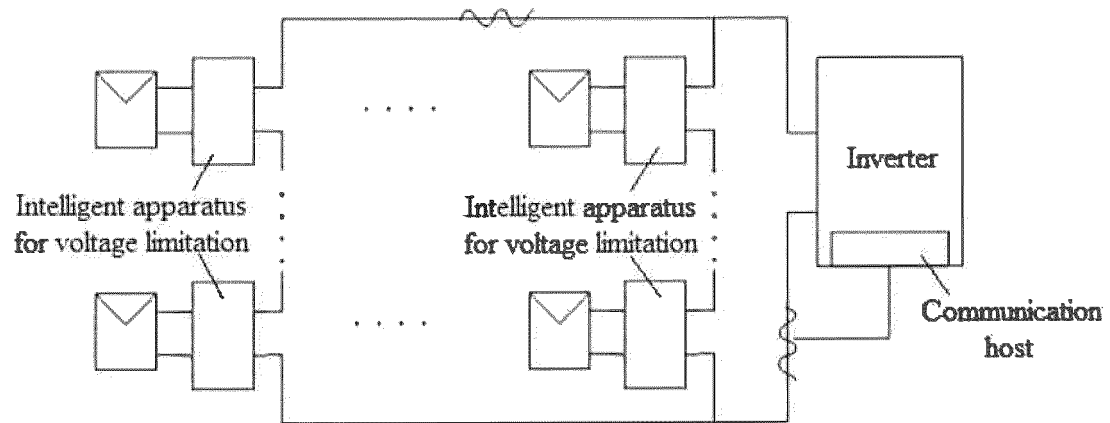 Inverter
Intelligent apparatus
for voltage limitation
Intelligent apparatus
for voltage limitation
Communication
host